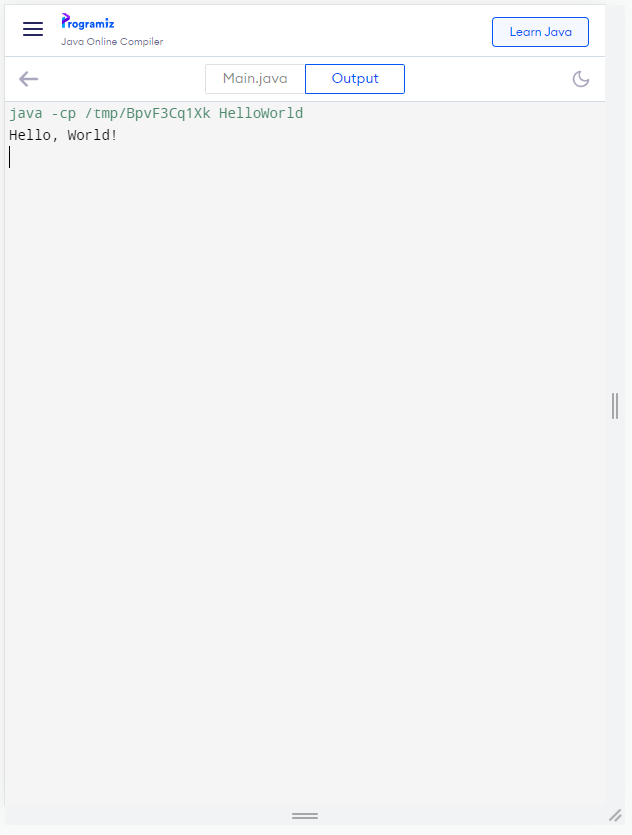 Programiz
Java Online Compiler
Learn Java
Main.java
Output
java -cp /tmp/BpvF3Cq1Xk HelloWorld
Hello, World!